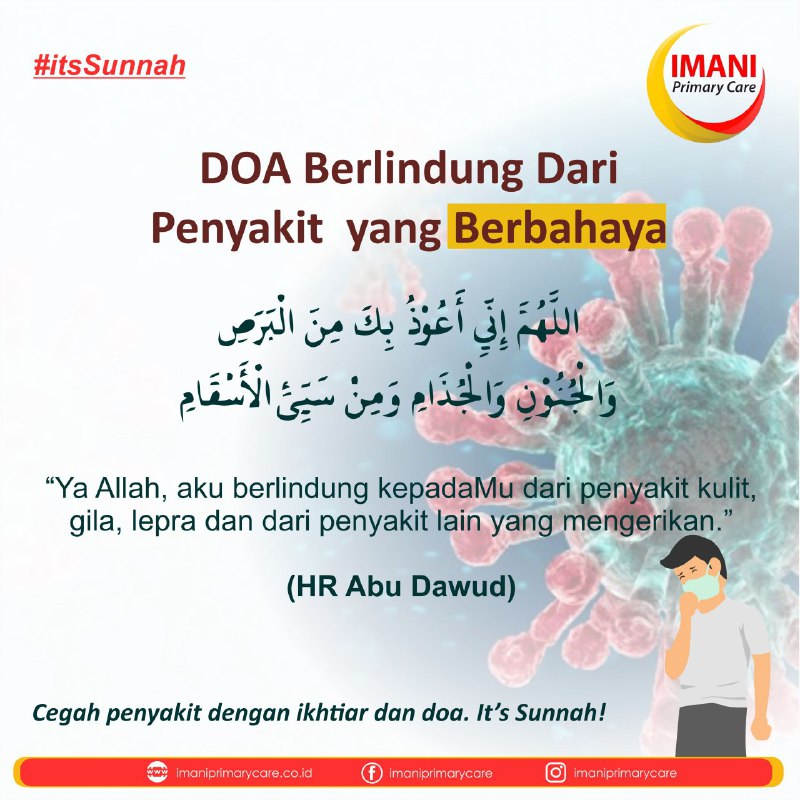 #itsSunnah
IMANI
Primary Care
DOA Berlindung Dari
Penyakit yang Berbahaya
اللَّهُمَّ إِنِّي أَعُوْذُ بِكَ مِنَ الْبَرَصِ
وَالْجُنُوْنِ وَالْجُذَامِ وَمِنْ سَيِّئِ الْأَسْقَامِ
“Ya Allah, aku berlindung kepadaMu dari penyakit kulit,
gila, lepra dan dari penyakit lain yang mengerikan.”
(HR Abu Dawud)
Cegah penyakit dengan ikhtiar dan doa. It’s Sunnah!
imaniprimarycare.co.id
imaniprimarycare
imaniprimarycare